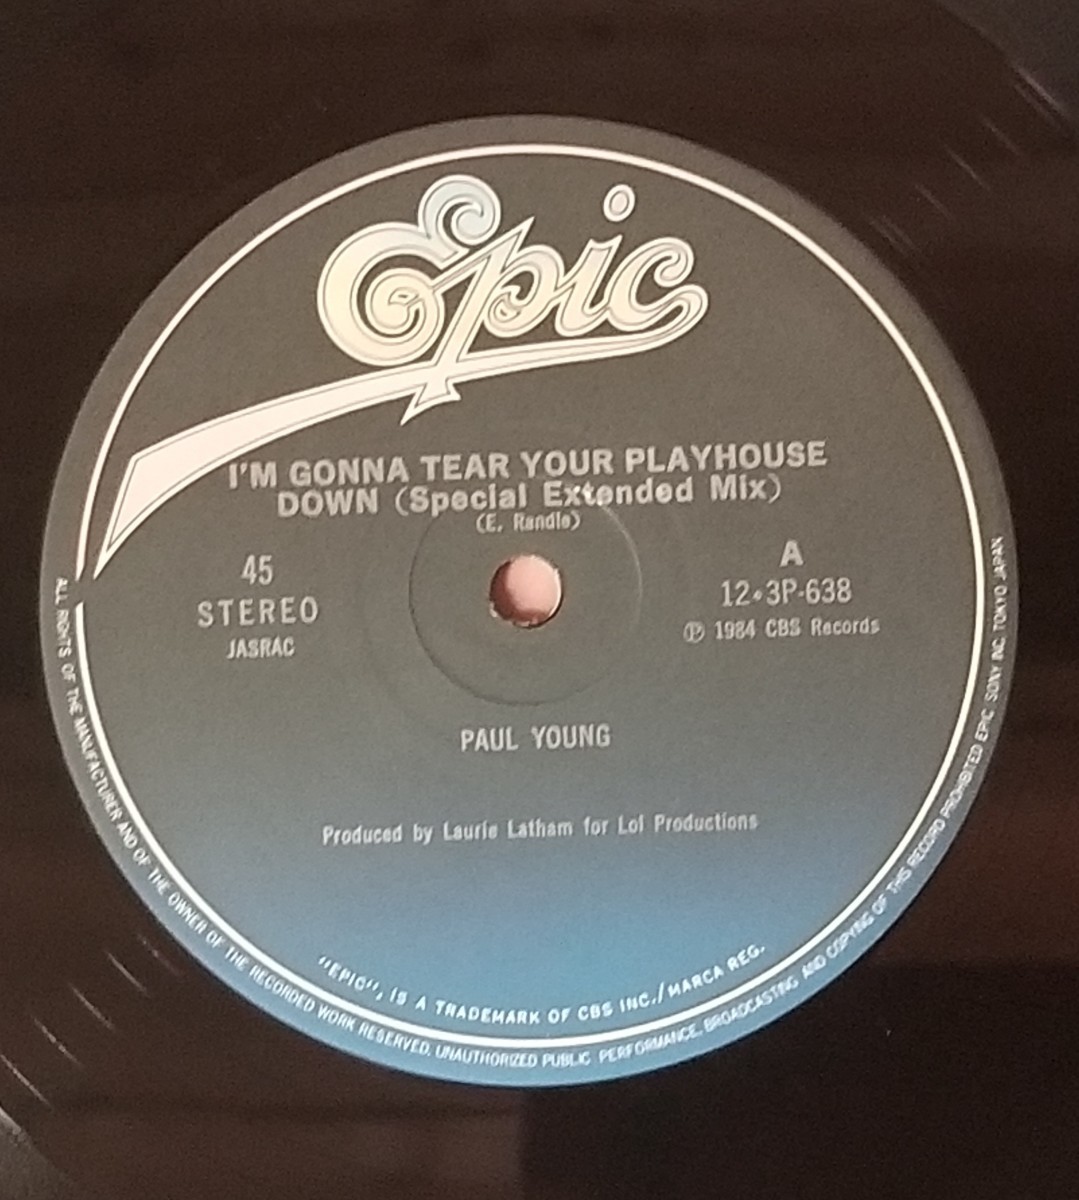 Epic
I'M GONNA TEAR YOUR PLAYHOUSE
DOWN (Special Extended Mix)
(E. Randle)
45
STEREO
JASRAC
A
12•3P-638
Ⓟ 1984 CBS Records
PAUL YOUNG
Produced by Laurie Latham for Lol Productions
"EPIC", IS A TRADEMARK OF CBS INC./MARCA REG.
ALL RIGHTS OF THE MANUFACTURER AND OF THE OWNER OF THE RECORDED WORK RESERVED. UNAUTHORIZED PUBLIC PERFORMANCE, BROADCASTING AND COPYING OF THIS RECORD PROHIBITED EPIC SONY INC. TOKYO JAPAN